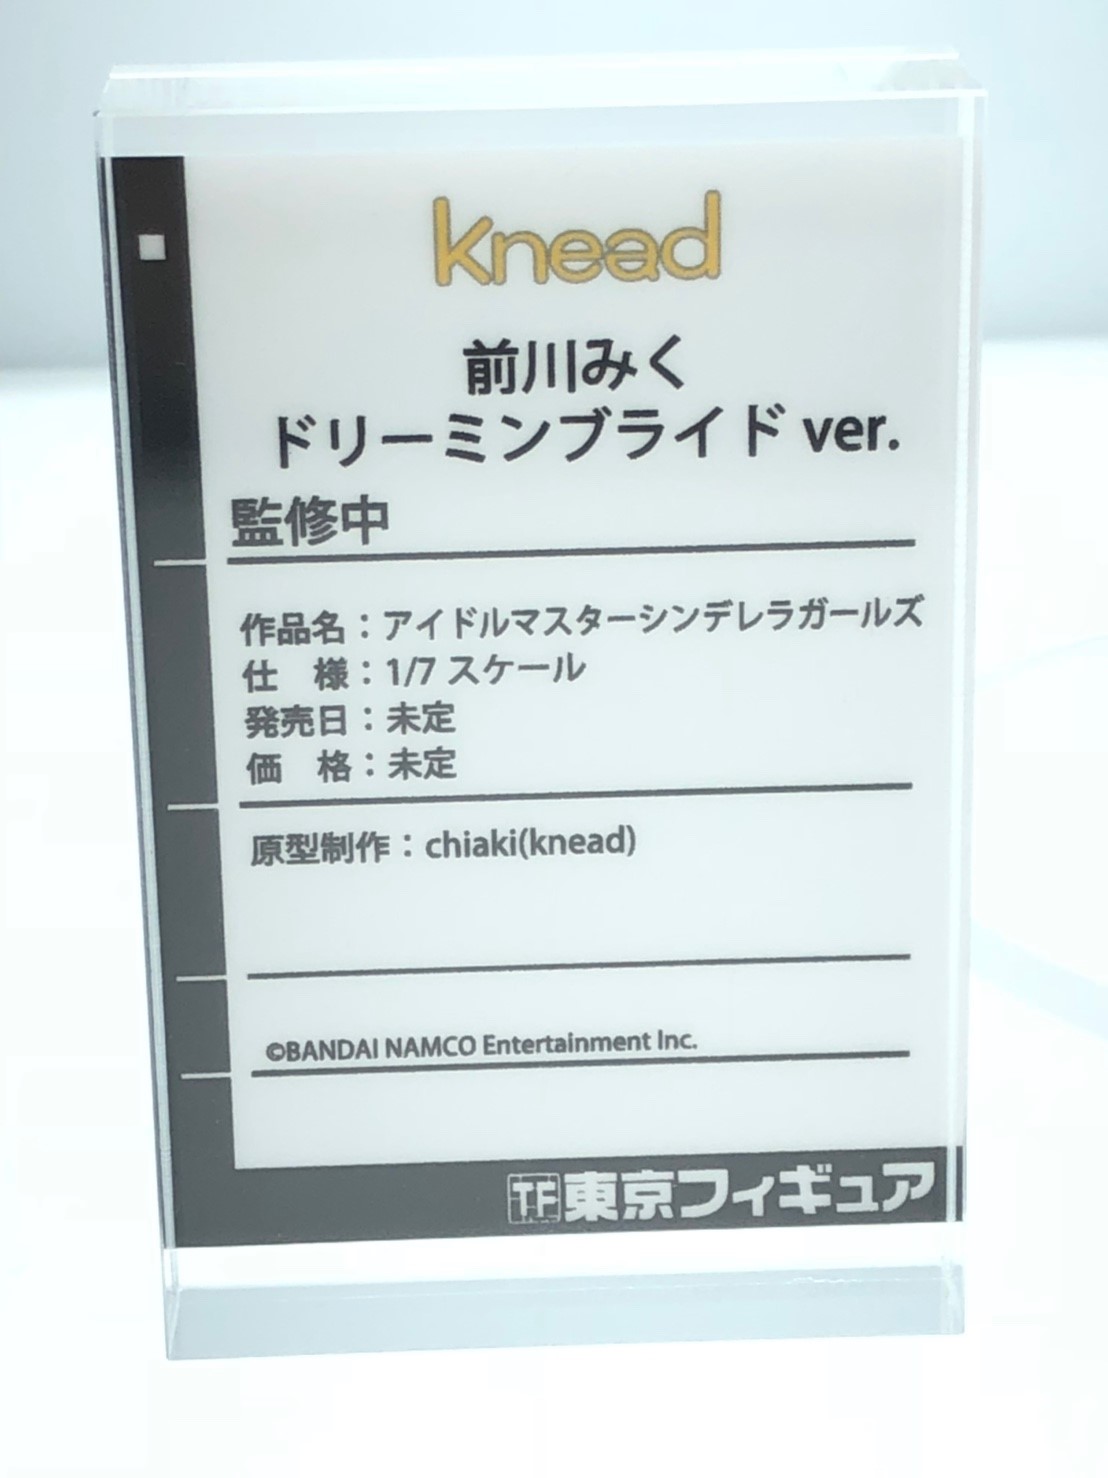 knead
前川みく
ドリーミンブライド ver.
監修中
作品名：アイドルマスターシンデレラガールズ
仕　様：1/7 スケール
発売日：未定
価　格：未定
原型制作：chiaki(knead)
©BANDAI NAMCO Entertainment Inc.
TF東京フィギュア